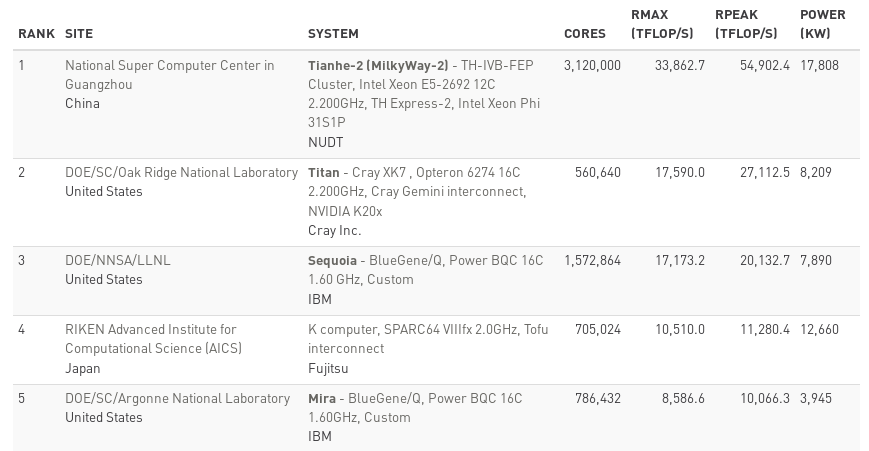 RANK SITE SYSTEM CORES RMAX (TFLOP/S) RPEAK (TFLOP/S) POWER (KW)
1 National Super Computer Center in Guangzhou
China
Tianhe-2 (MilkyWay-2) - TH-IVB-FEP
Cluster, Intel Xeon E5-2692 12C
2.200GHz, TH Express-2, Intel Xeon Phi
31S1P
NUDT
3,120,000 33,862.7 54,902.4 17,808
2 DOE/SC/Oak Ridge National Laboratory
United States
Titan - Cray XK7 , Opteron 6274 16C
2.200GHz, Cray Gemini interconnect,
NVIDIA K20x
Cray Inc.
560,640 17,590.0 27,112.5 8,209
3 DOE/NNSA/LLNL
United States
Sequoia - BlueGene/Q, Power BQC 16C
1.60 GHz, Custom
IBM
1,572,864 17,173.2 20,132.7 7,890
4 RIKEN Advanced Institute for
Computational Science (AICS)
Japan
K computer, SPARC64 VIIIfx 2.0GHz, Tofu
interconnect
Fujitsu
705,024 10,510.0 11,280.4 12,660
5 DOE/SC/Argonne National Laboratory
United States
Mira - BlueGene/Q, Power BQC 16C
1.60GHz, Custom
IBM
786,432 8,586.6 10,066.3 3,945